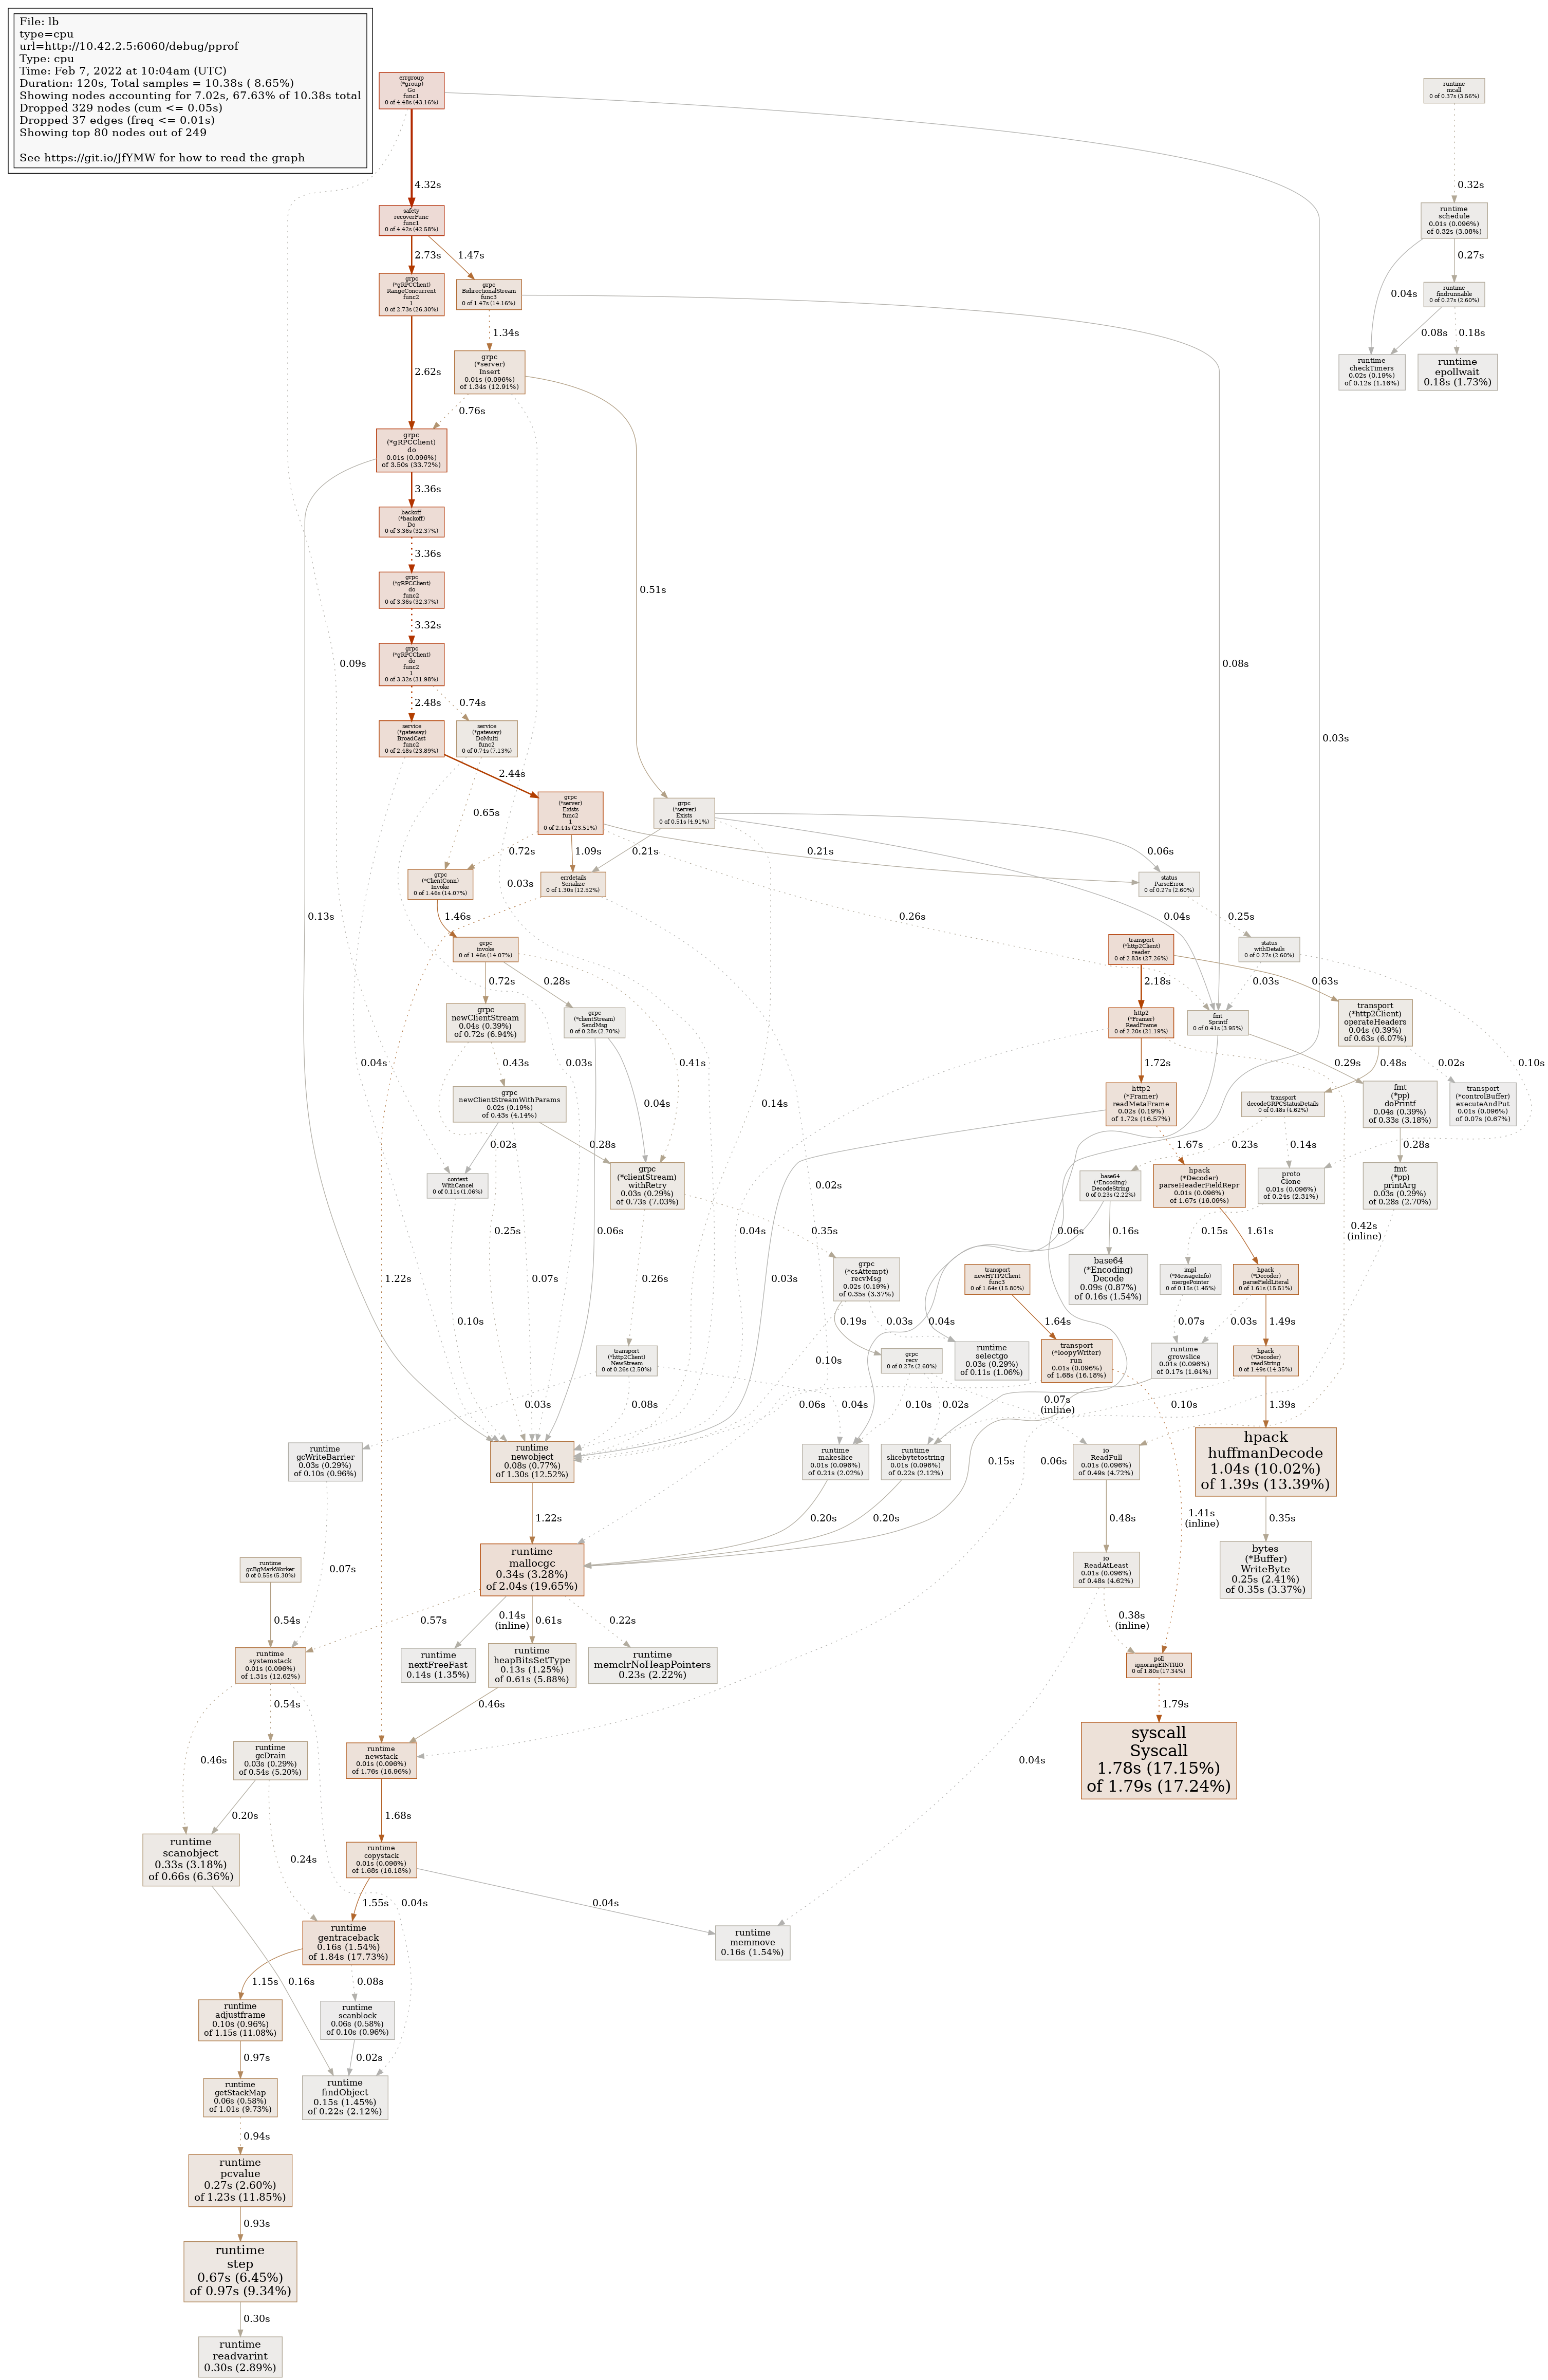 File: lb
type=cpu
url=http://10.42.2.5:6060/debug/pprof
Type: cpu
Time: Feb 7, 2022 at 10:04am (UTC)
Duration: 120s, Total samples = 10.38s ( 8.65%)
Showing nodes accounting for 7.02s, 67.63% of 10.38s total
Dropped 329 nodes (cum <= 0.05s)
Dropped 37 edges (freq <= 0.01s)
Showing top 80 nodes out of 249
See https://git.io/JfYMW for how to read the graph
errgroup
(*group)
Go
func1
0 of 4.48s (43.16%)
runtime
mcall
0 of 0.37s (3.56%)
4.32s
0.32s
safety
recoverFunc
func1
0 of 4.42s (42.58%)
runtime
schedule
0.01s (0.096%)
of 0.32s (3.08%)
2.73s
1.47s
0.27s
grpc
(*gRPCClient)
RangeConcurrent
func2
1
0 of 2.73s (26.30%)
grpc
BidirectionalStream
func3
0 of 1.47s (14.16%)
runtime
findrunnable
0 of 0.27s (2.60%)
0.04s
1.34s
0.08s
0.18s
grpc
(*server)
Insert
0.01s (0.096%)
of 1.34s (12.91%)
runtime
checkTimers
0.02s (0.19%)
of 0.12s (1.16%)
runtime
epollwait
0.18s (1.73%)
2.62s
0.76s
grpc
(*gRPCClient)
do
0.01s (0.096%)
of 3.50s (33.72%)
3.36s
backoff
(*backoff)
Do
0 of 3.36s (32.37%)
3.36s
grpc
(*gRPCClient)
do
func2
0 of 3.36s (32.37%)
0.51s
3.32s
grpc
(*gRPCClient)
do
func2
1
0 of 3.32s (31.98%)
0.09s
0.08s
2.48s
0.74s
service
(*gateway)
BroadCast
func2
0 of 2.48s (23.89%)
service
(*gateway)
DoMulti
func2
0 of 0.74s (7.13%)
0.03s
2.44s
grpc
(*server)
Exists
func2
1
0 of 2.44s (23.51%)
grpc
(*server)
Exists
0 of 0.51s (4.91%)
0.65s
0.72s
1.09s
0.21s
0.21s
0.06s
grpc
(*ClientConn)
Invoke
0 of 1.46s (14.07%)
errdetails
Serialize
0 of 1.30s (12.52%)
status
ParseError
0 of 0.27s (2.60%)
0.03s
0.13s
1.46s
0.26s
0.04s
0.25s
grpc
invoke
0 of 1.46s (14.07%)
transport
(*http2Client)
reader
0 of 2.83s (27.26%)
status
withDetails
0 of 0.27s (2.60%)
0.72s
0.28s
2.18s
0.03s
0.63s
grpc
newClientStream
0.04s (0.39%)
of 0.72s (6.94%)
grpc
(*clientStream)
SendMsg
0 of 0.28s (2.70%)
http2
(*Framer)
ReadFrame
0 of 2.20s (21.19%)
fmt
Sprintf
0 of 0.41s (3.95%)
transport
(*http2Client)
operateHeaders
0.04s (0.39%)
of 0.63s (6.07%)
0.04s
0.43s
0.03s
0.41s
1.72s
0.29s
0.48s
0.02s
0.10s
grpc
newClientStreamWithParams
0.02s (0.19%)
of 0.43s (4.14%)
0.04s
0.14s
http2
(*Framer)
readMetaFrame
0.02s (0.19%)
of 1.72s (16.57%)
transport
decodeGRPCStatusDetails
0 of 0.48s (4.62%)
fmt
(*pp)
doPrintf
0.04s (0.39%)
of 0.33s (3.18%)
transport
(*controlBuffer)
executeAndPut
0.01s (0.096%)
of 0.07s (0.67%)
0.02s
0.28s
1.67s
0.23s
0.14s
0.28s
context
WithCancel
0 of 0.11s (1.06%)
grpc
(*clientStream)
withRetry
0.03s (0.29%)
of 0.73s (7.03%)
0.02s
base64
(*Encoding)
DecodeString
0 of 0.23s (2.22%)
hpack
(*Decoder)
parseHeaderFieldRepr
0.01s (0.096%)
of 1.67s (16.09%)
proto
Clone
0.01s (0.096%)
of 0.24s (2.31%)
fmt
(*pp)
printArg
0.03s (0.29%)
of 0.28s (2.70%)
1.22s
0.25s
0.06s
0.04s
0.35s
0.06s
0.16s
1.61s
0.15s
0.42s
(inline)
0.26s
0.07s
0.03s
grpc
(*csAttempt)
recvMsg
0.02s (0.19%)
of 0.35s (3.37%)
transport
newHTTP2Client
func3
0 of 1.64s (15.80%)
base64
(*Encoding)
Decode
0.09s (0.87%)
of 0.16s (1.54%)
impl
(*MessageInfo)
mergePointer
0 of 0.15s (1.45%)
hpack
(*Decoder)
parseFieldLiteral
0 of 1.61s (15.51%)
0.10s
0.19s
0.03s
0.04s
1.64s
0.07s
0.03s
1.49s
transport
(*http2Client)
NewStream
0 of 0.26s (2.50%)
0.10s
grpc
recv
0 of 0.27s (2.60%)
runtime
selectgo
0.03s (0.29%)
of 0.11s (1.06%)
transport
(*loopyWriter)
run
0.01s (0.096%)
of 1.68s (16.18%)
runtime
growslice
0.01s (0.096%)
of 0.17s (1.64%)
hpack
(*Decoder)
readString
0 of 1.49s (14.35%)
0.03s
0.08s
0.06s
0.04s
0.10s
0.02s
0.07s
(inline)
0.10s
1.39s
runtime
gcWriteBarrier
0.03s (0.29%)
of 0.10s (0.96%)
runtime
newobject
0.08s (0.77%)
of 1.30s (12.52%)
runtime
makeslice
0.01s (0.096%)
of 0.21s (2.02%)
runtime
slicebytetostring
0.01s (0.096%)
of 0.22s (2.12%)
0.15s
0.06s
io
ReadFull
0.01s (0.096%)
of 0.49s (4.72%)
hpack
huffmanDecode
1.04s (10.02%)
of 1.39s (13.39%)
1.22s
0.20s
0.20s
0.48s
1.41s
(inline)
0.35s
0.07s
runtime
gcBgMarkWorker
0 of 0.55s (5.30%)
runtime
mallocgc
0.34s (3.28%)
of 2.04s (19.65%)
io
ReadAtLeast
0.01s (0.096%)
of 0.48s (4.62%)
bytes
(*Buffer)
WriteByte
0.25s (2.41%)
of 0.35s (3.37%)
0.54s
0.57s
0.14s
(inline)
0.61s
0.22s
0.38s
(inline)
runtime
systemstack
0.01s (0.096%)
of 1.31s (12.62%)
runtime
nextFreeFast
0.14s (1.35%)
runtime
heapBitsSetType
0.13s (1.25%)
of 0.61s (5.88%)
runtime
memclrNoHeapPointers
0.23s (2.22%)
poll
ignoringEINTRIO
0 of 1.80s (17.34%)
0.54s
0.46s
1.79s
0.46s
runtime
gcDrain
0.03s (0.29%)
of 0.54s (5.20%)
runtime
newstack
0.01s (0.096%)
of 1.76s (16.96%)
0.04s
syscall
Syscall
1.78s (17.15%)
of 1.79s (17.24%)
0.20s
1.68s
runtime
scanobject
0.33s (3.18%)
of 0.66s (6.36%)
0.24s
runtime
copystack
0.01s (0.096%)
of 1.68s (16.18%)
1.55s
0.04s
0.04s
runtime
gentraceback
0.16s (1.54%)
of 1.84s (17.73%)
runtime
memmove
0.16s (1.54%)
1.15s
0.16s
0.08s
runtime
adjustframe
0.10s (0.96%)
of 1.15s (11.08%)
runtime
scanblock
0.06s (0.58%)
of 0.10s (0.96%)
0.97s
0.02s
runtime
getStackMap
0.06s (0.58%)
of 1.01s (9.73%)
runtime
findObject
0.15s (1.45%)
of 0.22s (2.12%)
0.94s
runtime
pcvalue
0.27s (2.60%)
of 1.23s (11.85%)
0.93s
runtime
step
0.67s (6.45%)
of 0.97s (9.34%)
0.30s
runtime
readvarint
0.30s (2.89%)